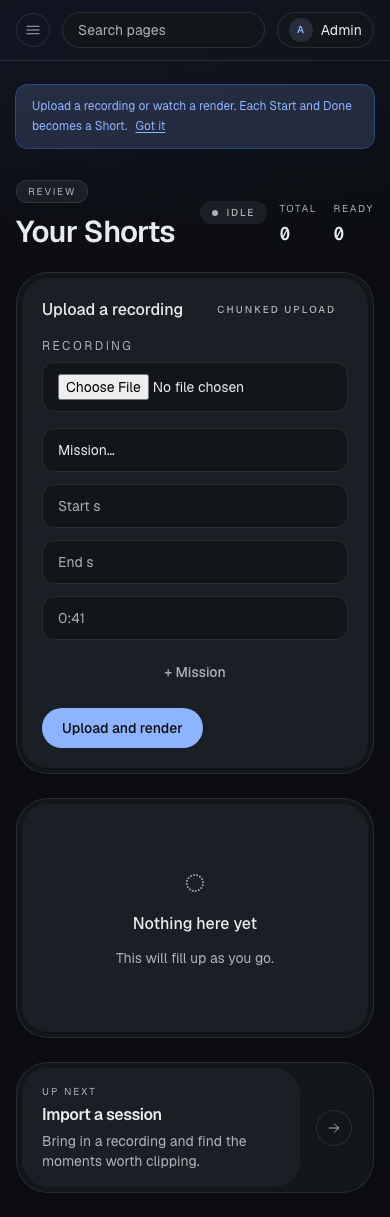 Search pages
A
Admin
Upload a recording or watch a render. Each Start and Done
becomes a Short. Got it
REVIEW
Your Shorts
IDLE
TOTAL
0
READY
0
Upload a recording
CHUNKED UPLOAD
RECORDING
Choose File No file chosen
Mission…
Start s
End s
0:41
+ Mission
Upload and render
Nothing here yet
This will fill up as you go.
UP NEXT
Import a session
Bring in a recording and find the
moments worth clipping.